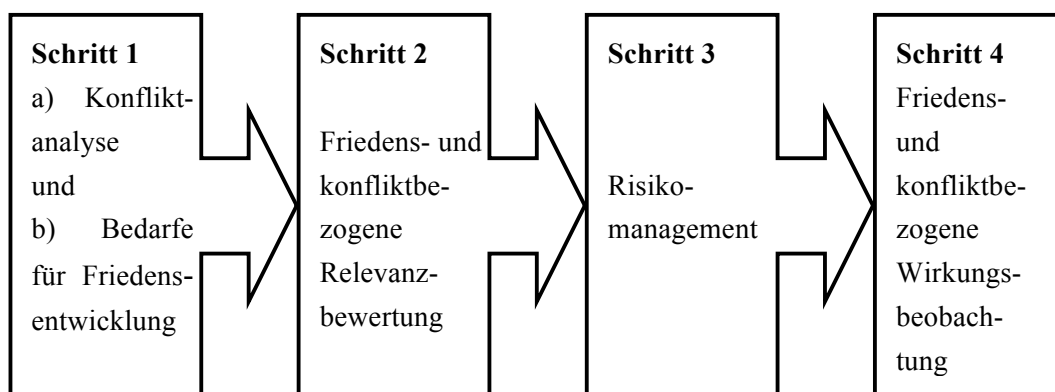 Schritt 1
a) Konflikt-
analyse
und
b) Bedarfe
für Friedens-
entwicklung
Schritt 2
Friedens- und
konfliktbe-
zogene
Relevanz-
bewertung
Schritt 3
Risiko-
management
Schritt 4
Friedens-
und
konfliktbe-
zogene
Wirkungs-
beobach-
tung